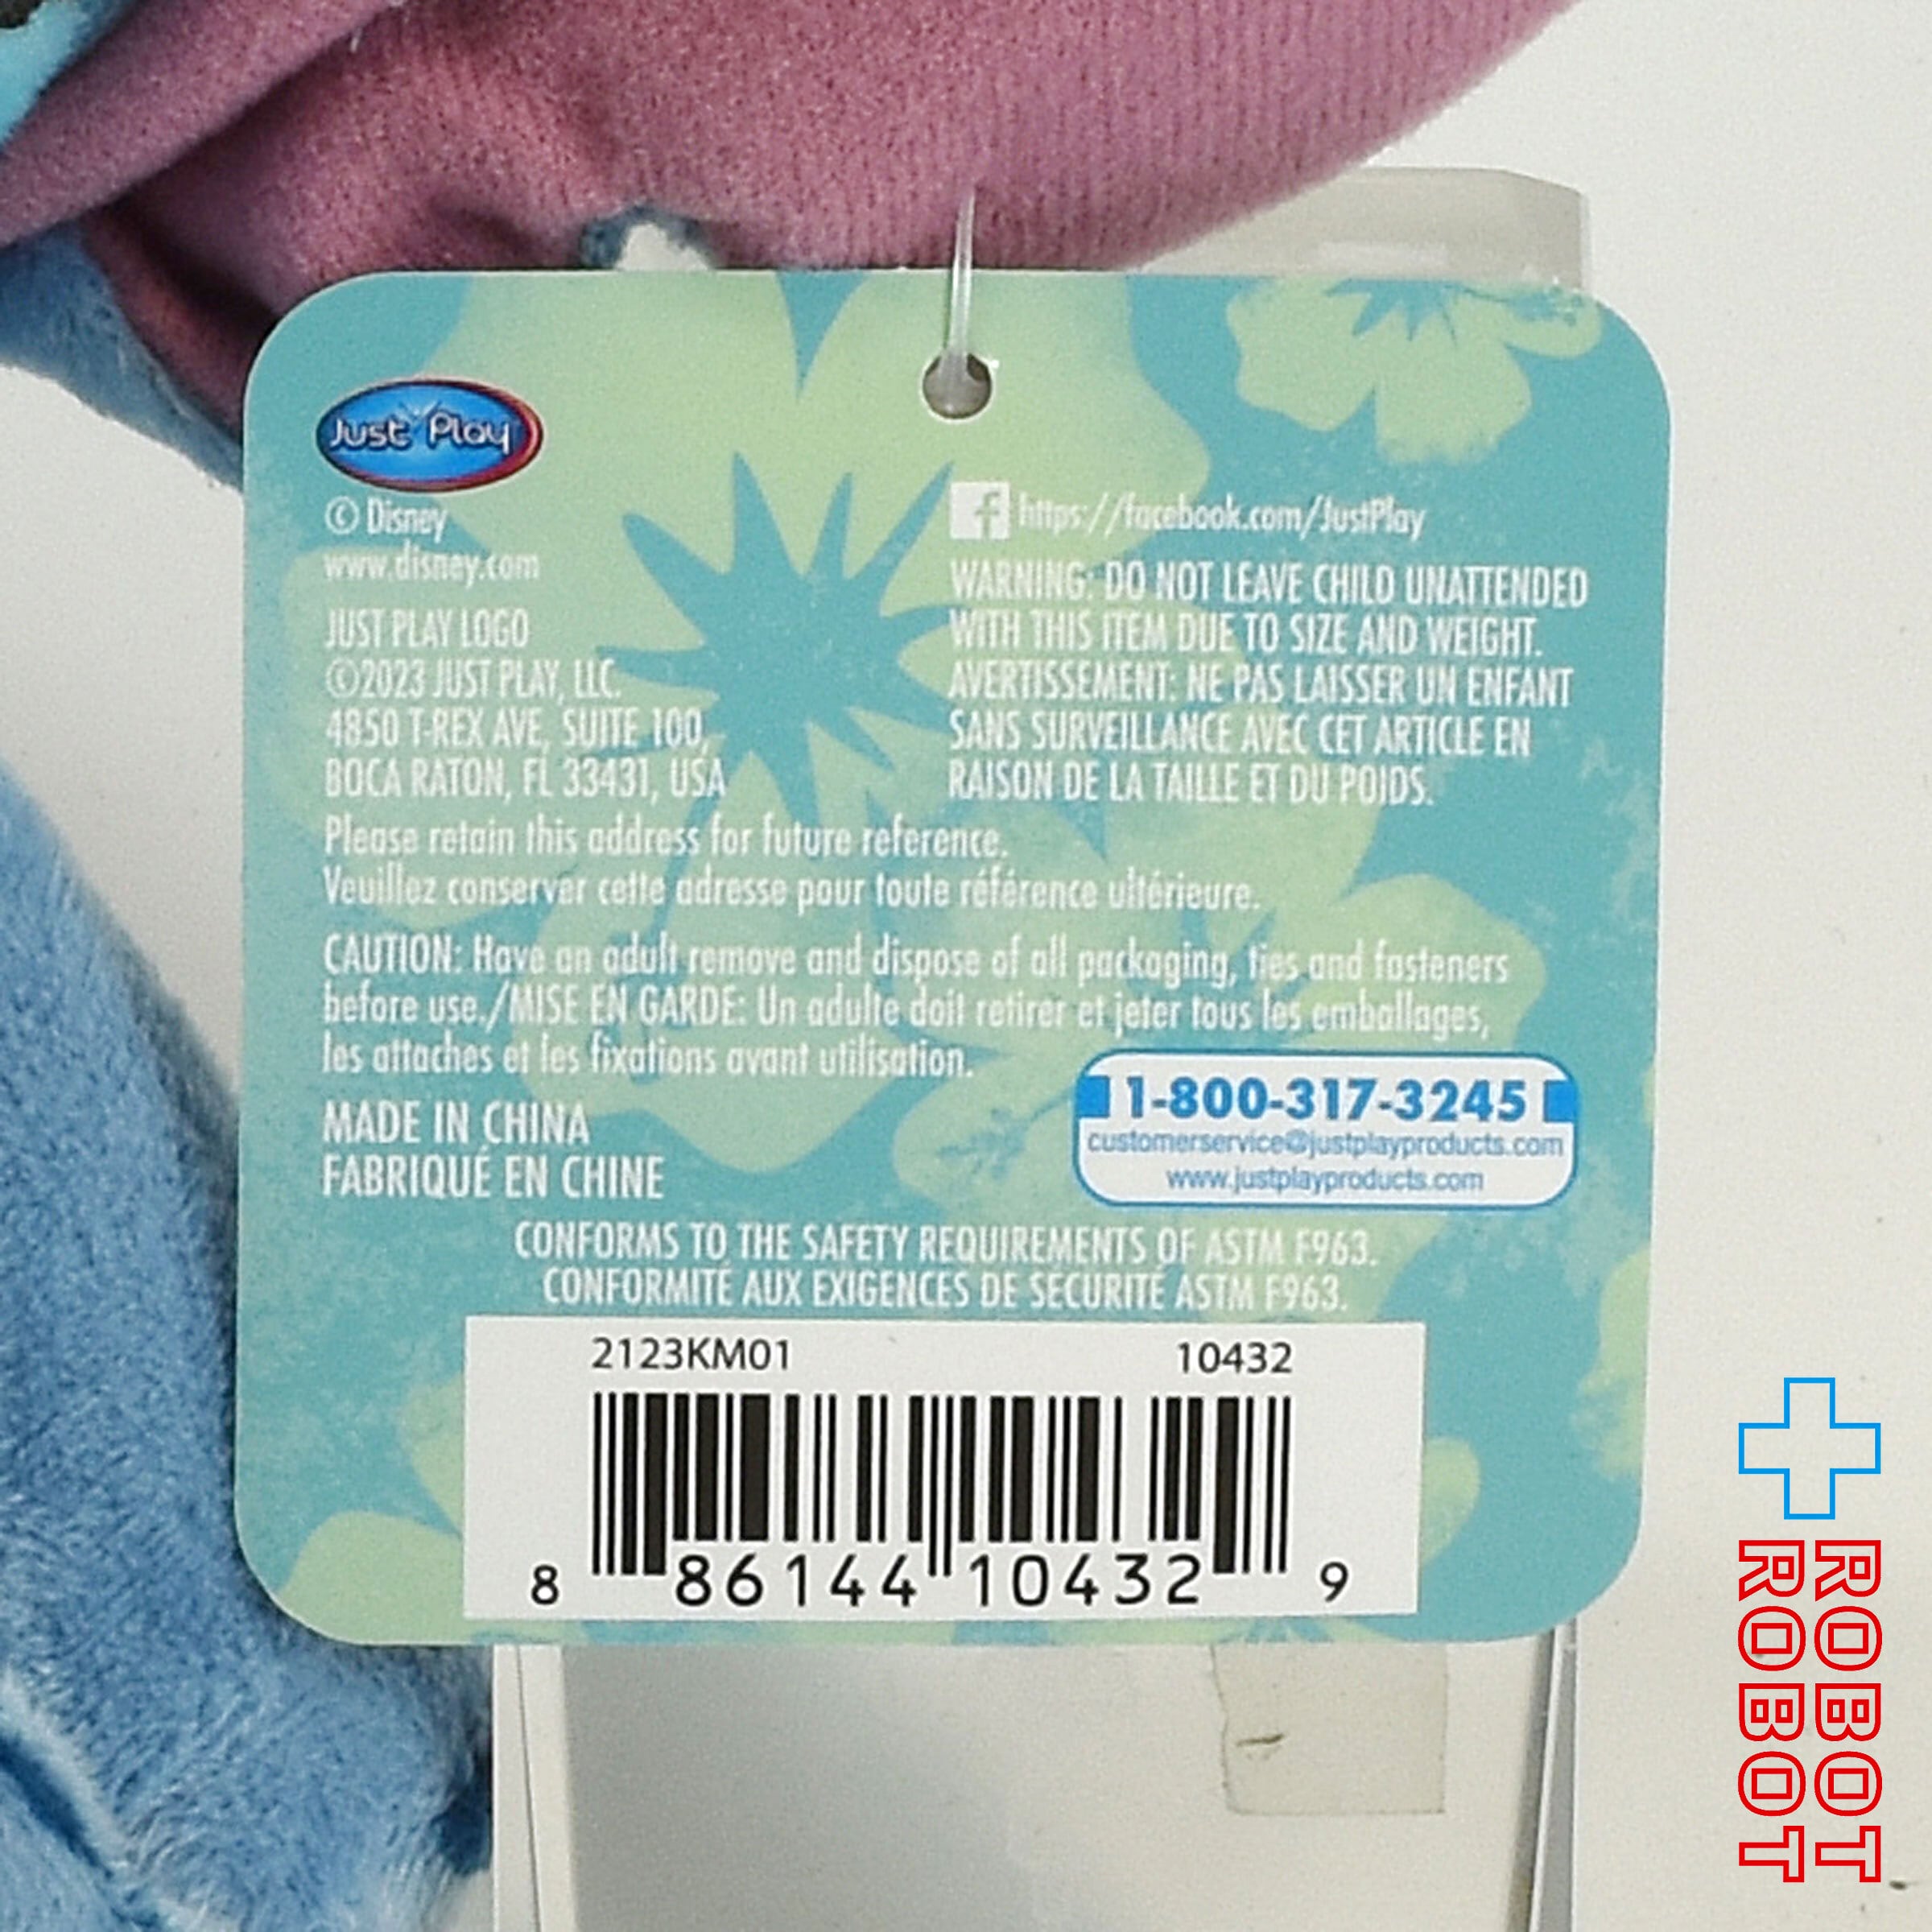 Just Play
© Disney
www.disney.com
JUST PLAY LOGO
©2023 JUST PLAY, LLC.
4850 T-REX AVE, SUITE 100,
BOCA RATON, FL 33431, USA
https://facebook.com/JustPlay
WARNING: DO NOT LEAVE CHILD UNATTENDED
WITH THIS ITEM DUE TO SIZE AND WEIGHT.
AVERTISSEMENT: NE PAS LAISSER UN ENFANT
SANS SURVEILLANCE AVEC CET ARTICLE EN
RAISON DE LA TAILLE ET DU POIDS.
Please retain this address for future reference.
Veuillez conserver cette adresse pour toute référence ultérieure.
CAUTION: Have an adult remove and dispose of all packaging, ties and fasteners
before use./MISE EN GARDE: Un adulte doit retirer et jeter tous les emballages,
les attaches et les fixations avant utilisation.
MADE IN CHINA
FABRIQUÉ EN CHINE
1-800-317-3245
customerservice@justplayproducts.com
www.justplayproducts.com
CONFORMS TO THE SAFETY REQUIREMENTS OF ASTM F963.
CONFORMITÉ AUX EXIGENCES DE SÉCURITÉ ASTM F963.
2123KM01 10432
8 86144 10432 9
ROBOT
ROBOT